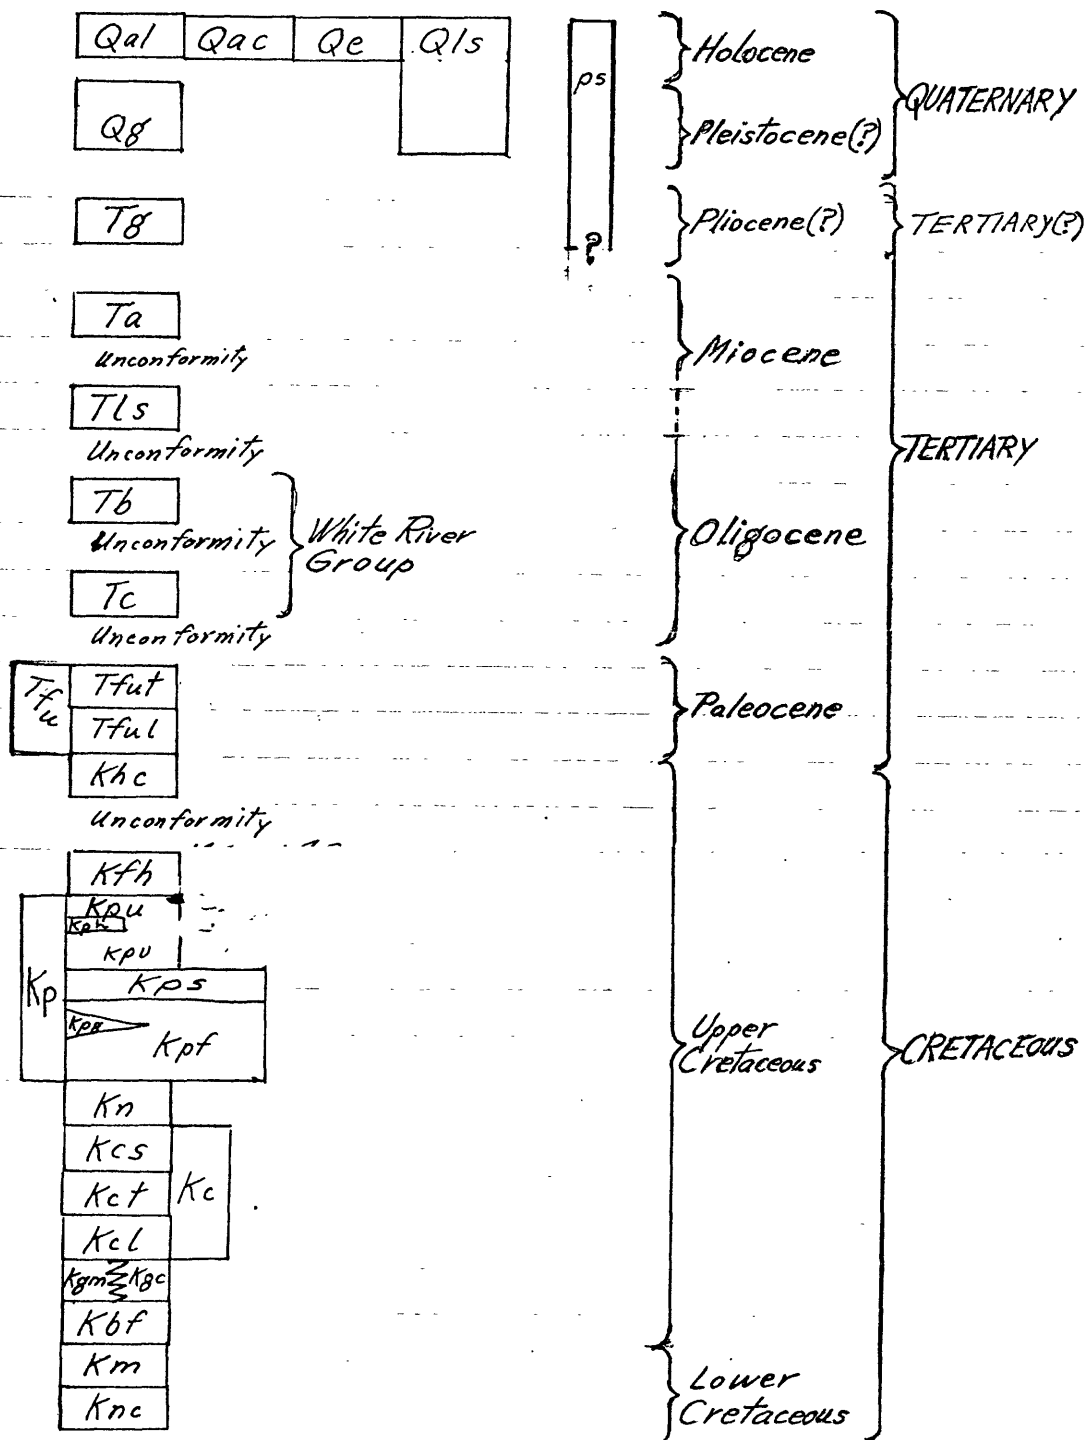 Qal Qac Qe Qls
ps
Holocene
QUATERNARY
Qg
Pleistocene(?)
Tg
?
Pliocene(?)
TERTIARY(?)
Ta
Unconformity
Miocene
Tls
Unconformity
TERTIARY
Tb
Unconformity
White River
Group
Oligocene
Tc
Unconformity
Tfu
Tfut
Tful
Paleocene
Khc
Unconformity
Kfh
Kp
Kpu
Kpu
Kps
Kpf
Upper
Cretaceous
CRETACEOUS
Kn
Kcs
Kct
Kc
Kcl
Kgm Kgc
Kbf
Km
Lower
Cretaceous
Knc